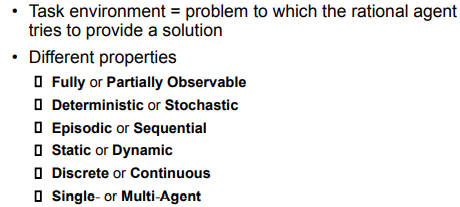 • Task environment = problem to which the rational agent
tries to provide a solution
• Different properties
▯ Fully or Partially Observable
▯ Deterministic or Stochastic
▯ Episodic or Sequential
▯ Static or Dynamic
▯ Discrete or Continuous
▯ Single- or Multi-Agent